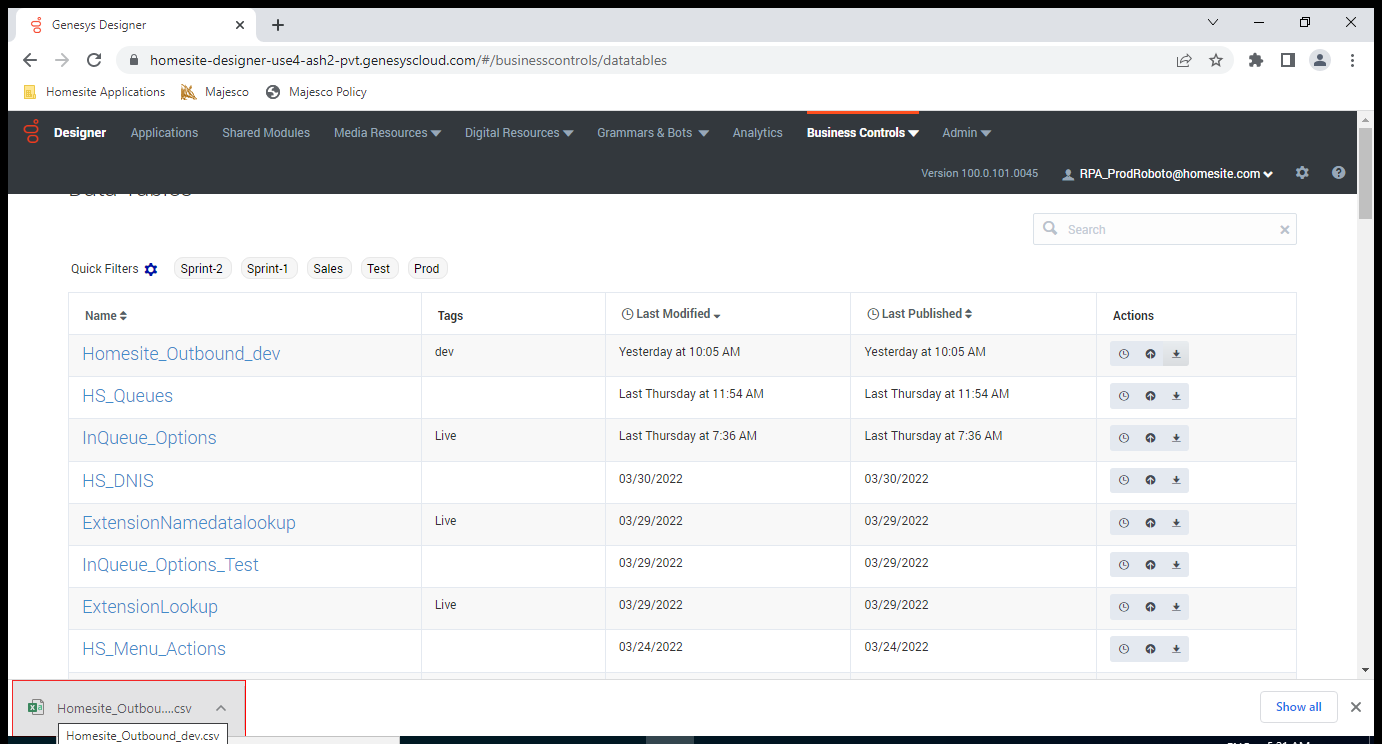 Genesys Designer
homesite-designer-use4-ash2-pvt.genesyscloud.com/#/businesscontrols/datatables
Homesite Applications Majesco Majesco Policy
Designer Applications Shared Modules Media Resources Digital Resources Grammars & Bots Analytics Business Controls Admin
Version 100.0.101.0045 RPA_ProdRoboto@homesite.com
Data Tables
Search
Quick Filters Sprint-2 Sprint-1 Sales Test Prod
Name Tags Last Modified Last Published Actions
Homesite_Outbound_dev dev Yesterday at 10:05 AM Yesterday at 10:05 AM
HS_Queues Last Thursday at 11:54 AM Last Thursday at 11:54 AM
InQueue_Options Live Last Thursday at 7:36 AM Last Thursday at 7:36 AM
HS_DNIS 03/30/2022 03/30/2022
ExtensionNamedatalookup Live 03/29/2022 03/29/2022
InQueue_Options_Test 03/29/2022 03/29/2022
ExtensionLookup Live 03/29/2022 03/29/2022
HS_Menu_Actions 03/24/2022 03/24/2022
Homesite_Outbou....csv Show all
Homesite_Outbound_dev.csv